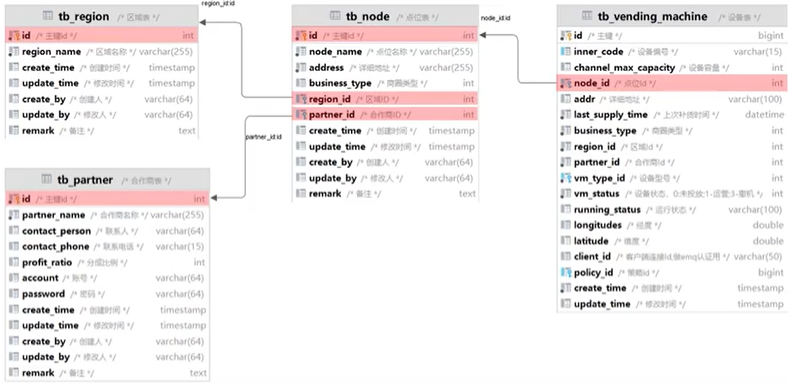 region_id:id
tb_region /* 区域表 */
id /* 主键id */ int
region_name /* 区域名称 */ varchar(255)
create_time /* 创建时间 */ timestamp
update_time /* 修改时间 */ timestamp
create_by /* 创建人 */ varchar(64)
update_by /* 修改人 */ varchar(64)
remark /* 备注 */ text
partner_id:id
tb_partner /* 合作商表 */
id /* 主键id */ int
partner_name /* 合作商名称 */ varchar(255)
contact_person /* 联系人 */ varchar(64)
contact_phone /* 联系电话 */ varchar(15)
profit_ratio /* 分成比例 */ int
account /* 账号 */ varchar(64)
password /* 密码 */ varchar(64)
create_time /* 创建时间 */ timestamp
update_time /* 修改时间 */ timestamp
create_by /* 创建人 */ varchar(64)
update_by /* 修改人 */ varchar(64)
remark /* 备注 */ text
tb_node /* 点位表 */
id /* 主键id */ int
node_name /* 点位名称 */ varchar(255)
address /* 详细地址 */ varchar(255)
business_type /* 商圈类型 */ int
region_id /* 区域ID */ int
partner_id /* 合作商ID */ int
create_time /* 创建时间 */ timestamp
update_time /* 修改时间 */ timestamp
create_by /* 创建人 */ varchar(64)
update_by /* 修改人 */ varchar(64)
remark /* 备注 */ text
node_id:id
tb_vending_machine /* 设备表 */
id /* 主键 */ bigint
inner_code /* 设备编号 */ varchar(15)
channel_max_capacity /* 设备容量 */ int
node_id /* 点位Id */ int
addr /* 详细地址 */ varchar(100)
last_supply_time /* 上次补货时间 */ datetime
business_type /* 商圈类型 */ int
region_id /* 区域Id */ int
partner_id /* 合作商Id */ int
vm_type_id /* 设备型号 */ int
vm_status /* 设备状态，0:未投放;1-运营;3-撤机 */ int
running_status /* 运行状态 */ varchar(100)
longitudes /* 经度 */ double
latitude /* 维度 */ double
client_id /* 客户端连接Id,做emq认证用 */ varchar(50)
policy_id /* 策略id */ bigint
create_time /* 创建时间 */ timestamp
update_time /* 修改时间 */ timestamp